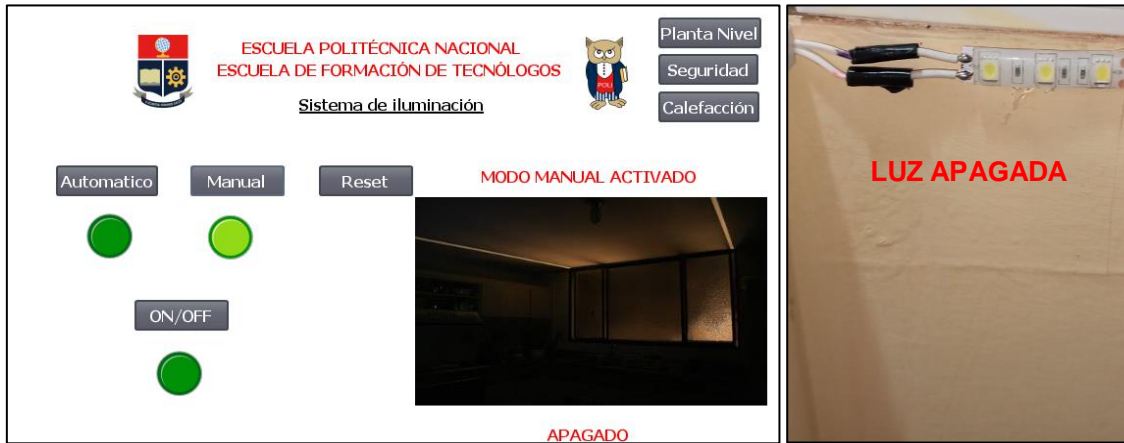 ESCUELA POLITÉCNICA NACIONAL
ESCUELA DE FORMACIÓN DE TECNÓLOGOS
Sistema de iluminación
Planta Nivel
Seguridad
Calefacción
POLI
Automatico
Manual
Reset
MODO MANUAL ACTIVADO
ON/OFF
APAGADO
LUZ APAGADA